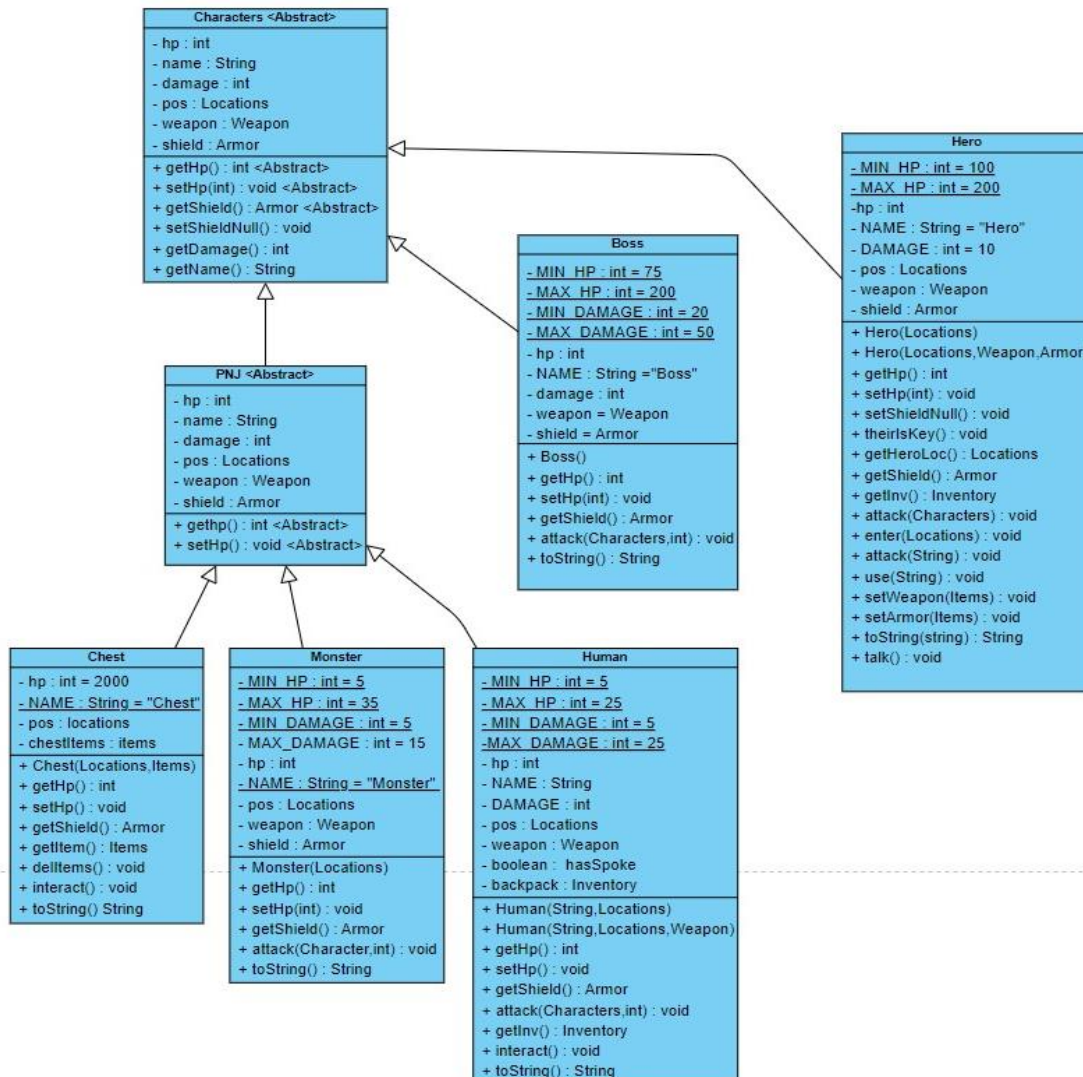 Characters <Abstract>
- hp : int
- name : String
- damage : int
- pos : Locations
- weapon : Weapon
- shield : Armor
+ getHp() : int <Abstract>
+ setHp(int) : void <Abstract>
+ getShield() : Armor <Abstract>
+ setShieldNull() : void
+ getDamage() : int
+ getName() : String
Hero
- MIN_HP : int = 100
- MAX_HP : int = 200
-hp : int
- NAME : String = "Hero"
- DAMAGE : int = 10
- pos : Locations
- weapon : Weapon
- shield : Armor
+ Hero(Locations)
+ Hero(Locations,Weapon,Armor
+ getHp() : int
+ setHp(int) : void
+ setShieldNull() : void
+ theirIsKey() : void
+ getHeroLoc() : Locations
+ getShield() : Armor
+ getInv() : Inventory
+ attack(Characters) : void
+ enter(Locations) : void
+ attack(String) : void
+ use(String) : void
+ setWeapon(Items) : void
+ setArmor(Items) : void
+ toString(string) : String
+ talk() : void
Boss
- MIN_HP : int = 75
- MAX_HP : int = 200
- MIN_DAMAGE : int = 20
- MAX_DAMAGE : int = 50
- hp : int
- NAME : String ="Boss"
- damage : int
- weapon = Weapon
- shield = Armor
+ Boss()
+ getHp() : int
+ setHp(int) : void
+ getShield() : Armor
+ attack(Characters,int) : void
+ toString() : String
PNJ <Abstract>
- hp : int
- name : String
- damage : int
- pos : Locations
- weapon : Weapon
- shield : Armor
+ gethp() : int <Abstract>
+ setHp() : void <Abstract>
Chest
- hp : int = 2000
- NAME : String = "Chest"
- pos : locations
- chestItems : items
+ Chest(Locations,Items)
+ getHp() : int
+ setHp() : void
+ getShield() : Armor
+ getItem() : Items
+ delItems() : void
+ interact() : void
+ toString() String
Monster
- MIN_HP : int = 5
- MAX_HP : int = 35
- MIN_DAMAGE : int = 5
- MAX_DAMAGE : int = 15
- hp : int
- NAME : String = "Monster"
- pos : Locations
- weapon : Weapon
- shield : Armor
+ Monster(Locations)
+ getHp() : int
+ setHp(int) : void
+ getShield() : Armor
+ attack(Character,int) : void
+ toString() : String
Human
- MIN_HP : int = 5
- MAX_HP : int = 25
- MIN_DAMAGE : int = 5
-MAX_DAMAGE : int = 25
- hp : int
- NAME : String
- DAMAGE : int
- pos : Locations
- weapon : Weapon
- boolean : hasSpoke
- backpack : Inventory
+ Human(String,Locations)
+ Human(String,Locations,Weapon)
+ getHp() : int
+ setHp() : void
+ getShield() : Armor
+ attack(Characters,int) : void
+ getInv() : Inventory
+ interact() : void
+ toString() : String